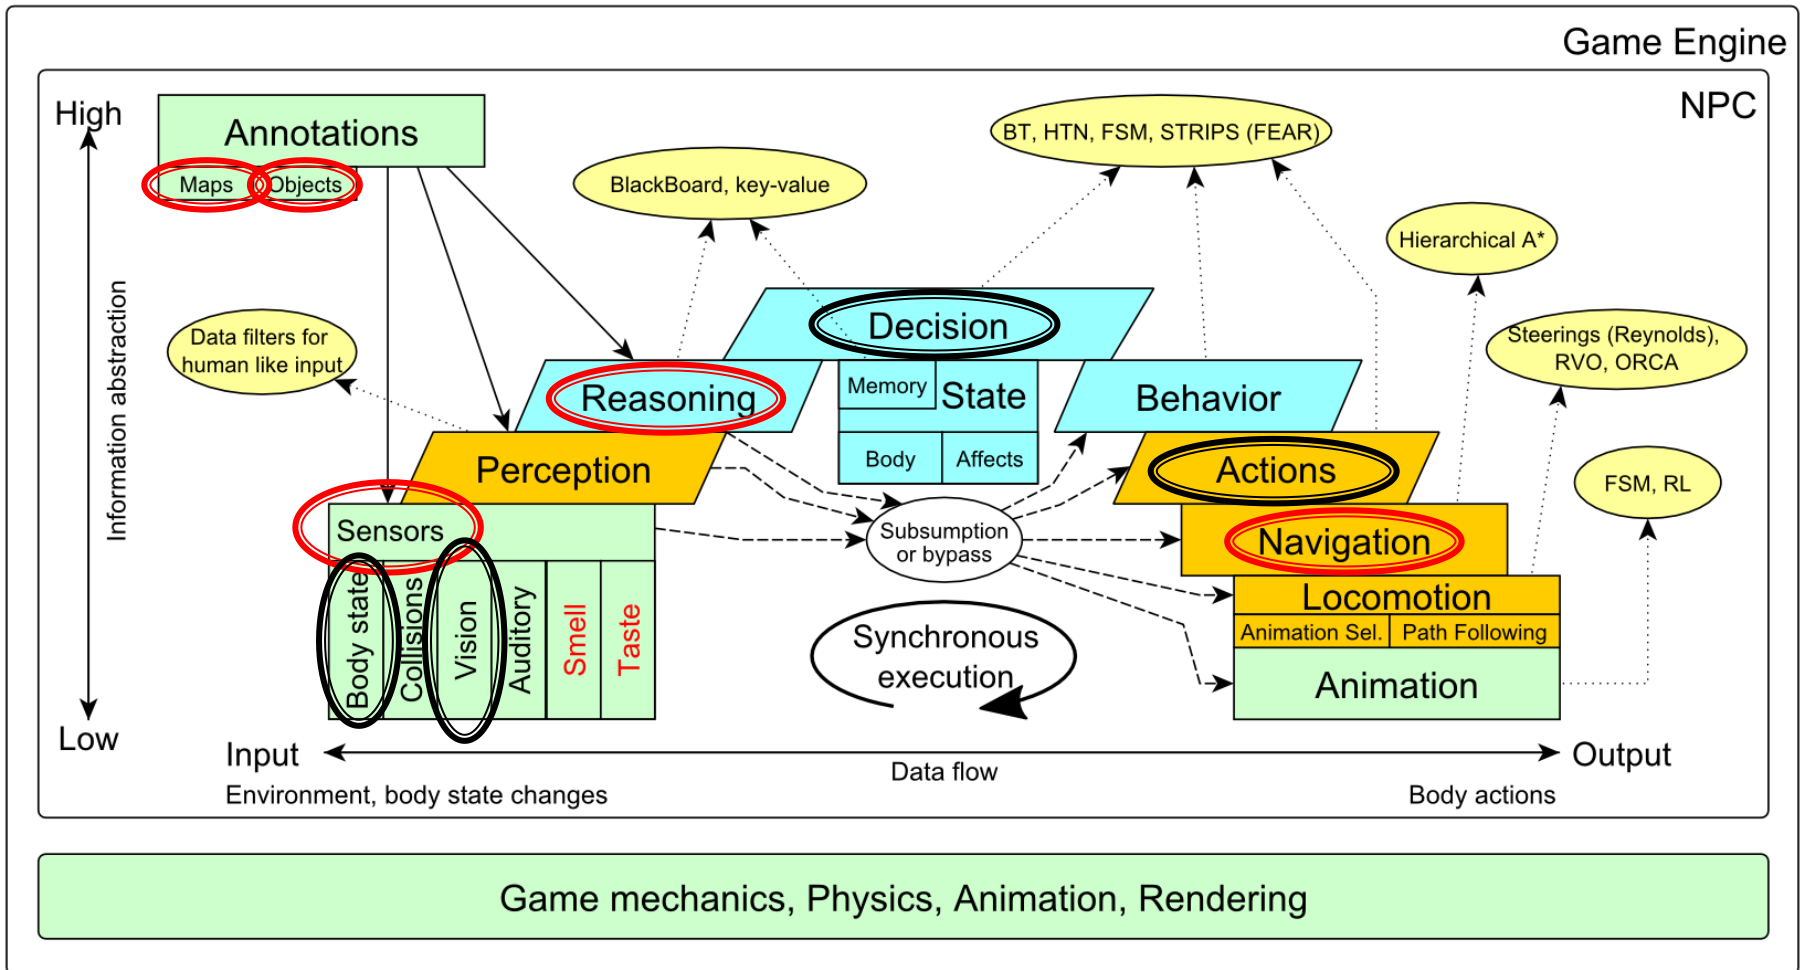 Game Engine
NPC
High
Annotations
Maps
Objects
BT, HTN, FSM, STRIPS (FEAR)
BlackBoard, key-value
Hierarchical A*
Information abstraction
Data filters for
human like input
Decision
Steerings (Reynolds),
RVO, ORCA
Reasoning
Memory
State
Behavior
Body
Affects
Perception
Actions
FSM, RL
Sensors
Subsumption
or bypass
Navigation
Body state
Collisions
Vision
Auditory
Smell
Taste
Locomotion
Animation Sel.
Path Following
Synchronous
execution
Animation
Low
Input
Data flow
Output
Environment, body state changes
Body actions
Game mechanics, Physics, Animation, Rendering